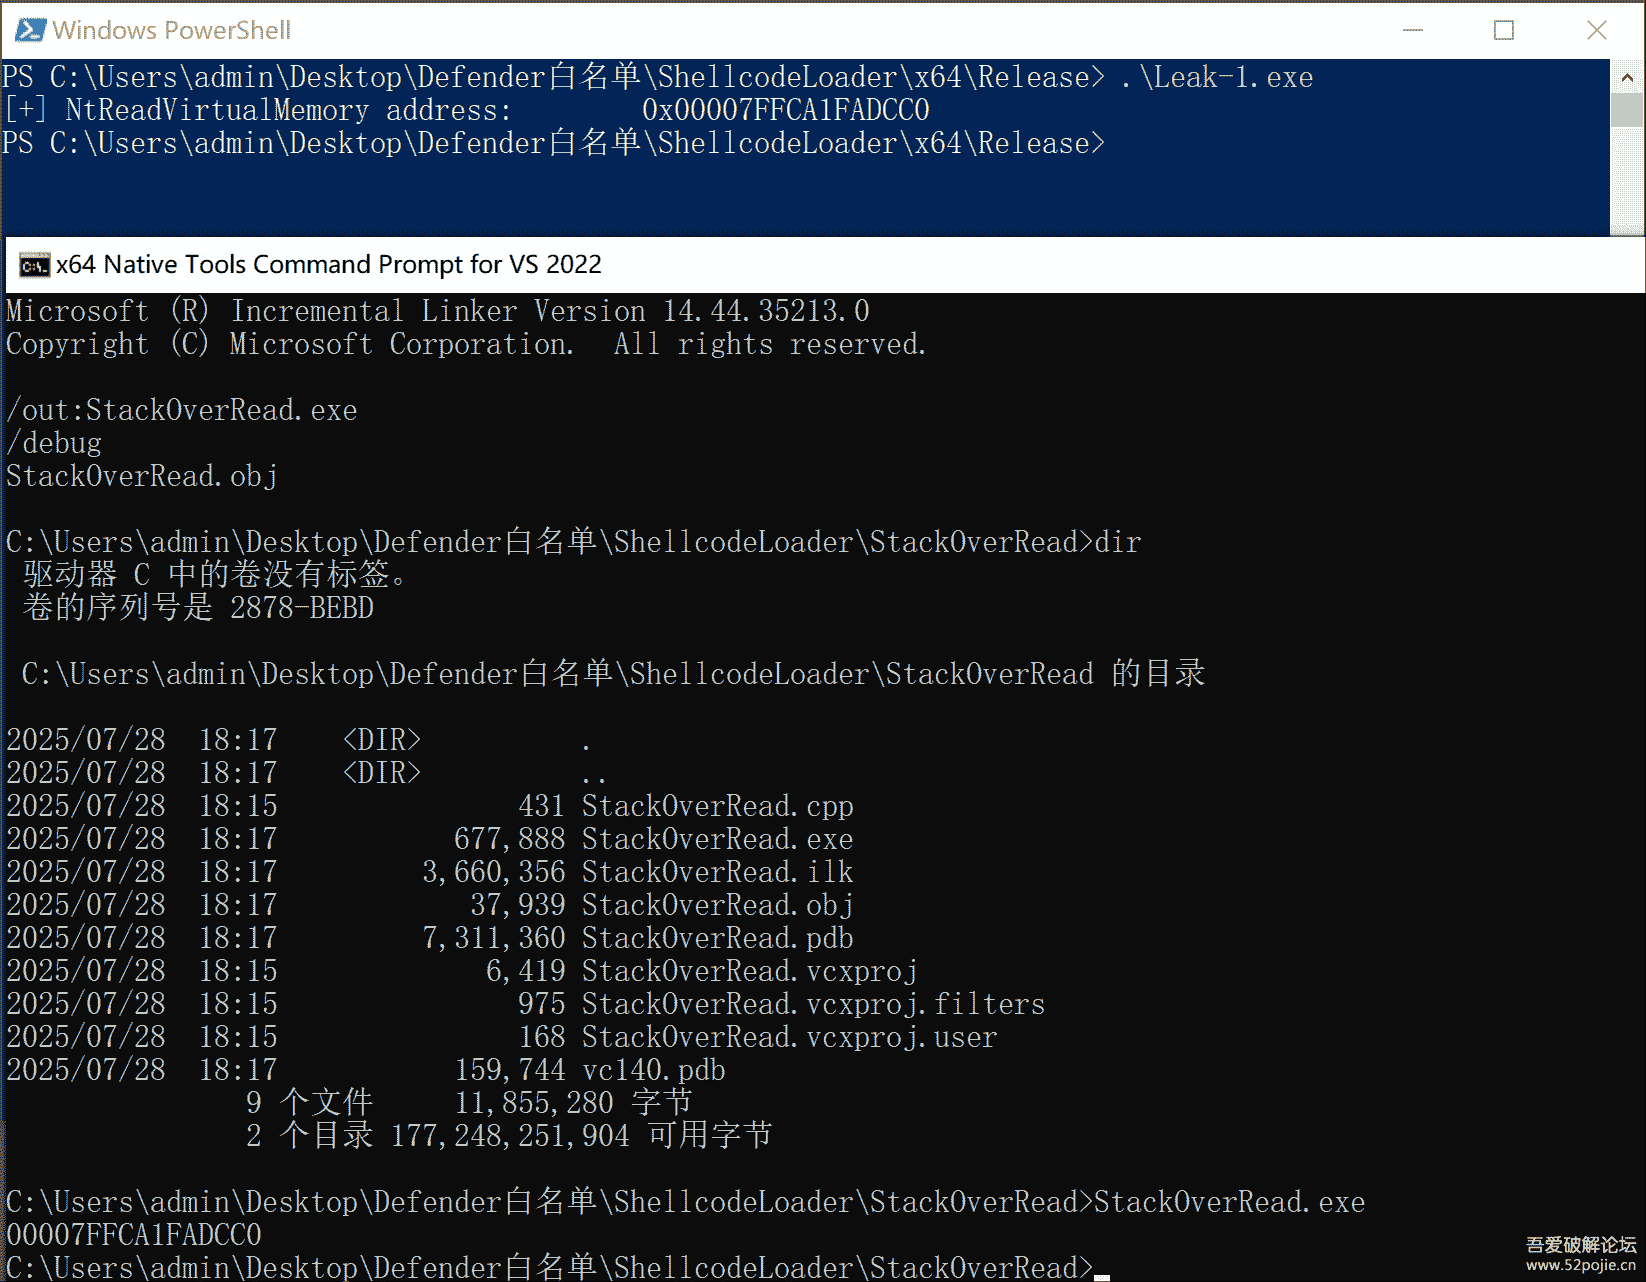 Windows PowerShell
PS C:\Users\admin\Desktop\Defender白名单\ShellcodeLoader\x64\Release> .\Leak-1.exe
[+] NtReadVirtualMemory address:        0x00007FFCA1FADCC0
PS C:\Users\admin\Desktop\Defender白名单\ShellcodeLoader\x64\Release>
x64 Native Tools Command Prompt for VS 2022
Microsoft (R) Incremental Linker Version 14.44.35213.0
Copyright (C) Microsoft Corporation.  All rights reserved.
/out:StackOverRead.exe
/debug
StackOverRead.obj
C:\Users\admin\Desktop\Defender白名单\ShellcodeLoader\StackOverRead>dir
驱动器 C 中的卷没有标签。
卷的序列号是 2878-BEBD
C:\Users\admin\Desktop\Defender白名单\ShellcodeLoader\StackOverRead 的目录
2025/07/28  18:17    <DIR>          .
2025/07/28  18:17    <DIR>          ..
2025/07/28  18:15               431 StackOverRead.cpp
2025/07/28  18:17           677,888 StackOverRead.exe
2025/07/28  18:17         3,660,356 StackOverRead.ilk
2025/07/28  18:17            37,939 StackOverRead.obj
2025/07/28  18:17         7,311,360 StackOverRead.pdb
2025/07/28  18:15             6,419 StackOverRead.vcxproj
2025/07/28  18:15               975 StackOverRead.vcxproj.filters
2025/07/28  18:15               168 StackOverRead.vcxproj.user
2025/07/28  18:17           159,744 vc140.pdb
9 个文件     11,855,280 字节
2 个目录 177,248,251,904 可用字节
C:\Users\admin\Desktop\Defender白名单\ShellcodeLoader\StackOverRead>StackOverRead.exe
00007FFCA1FADCC0
C:\Users\admin\Desktop\Defender白名单\ShellcodeLoader\StackOverRead>
吾爱破解论坛
www.52pojie.cn